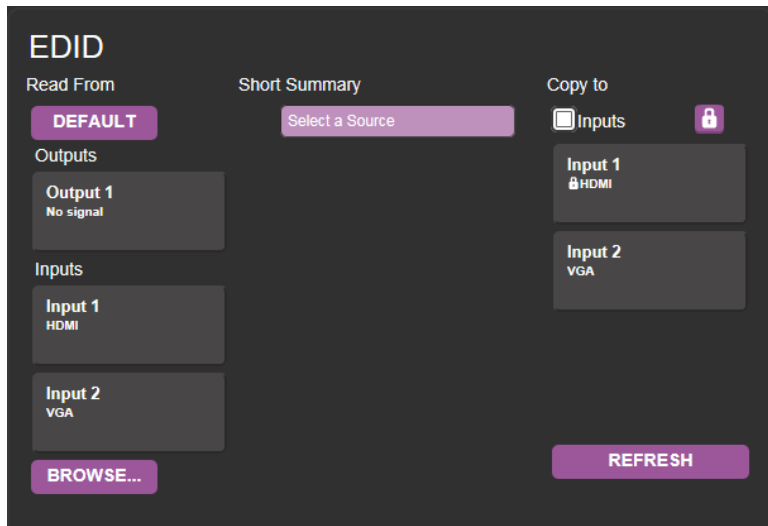 EDID
Read From
DEFAULT
Outputs
Output 1
No signal
Inputs
Input 1
HDMI
Input 2
VGA
BROWSE...
Short Summary
Select a Source
Copy to
Inputs
Input 1
HDMI
Input 2
VGA
REFRESH